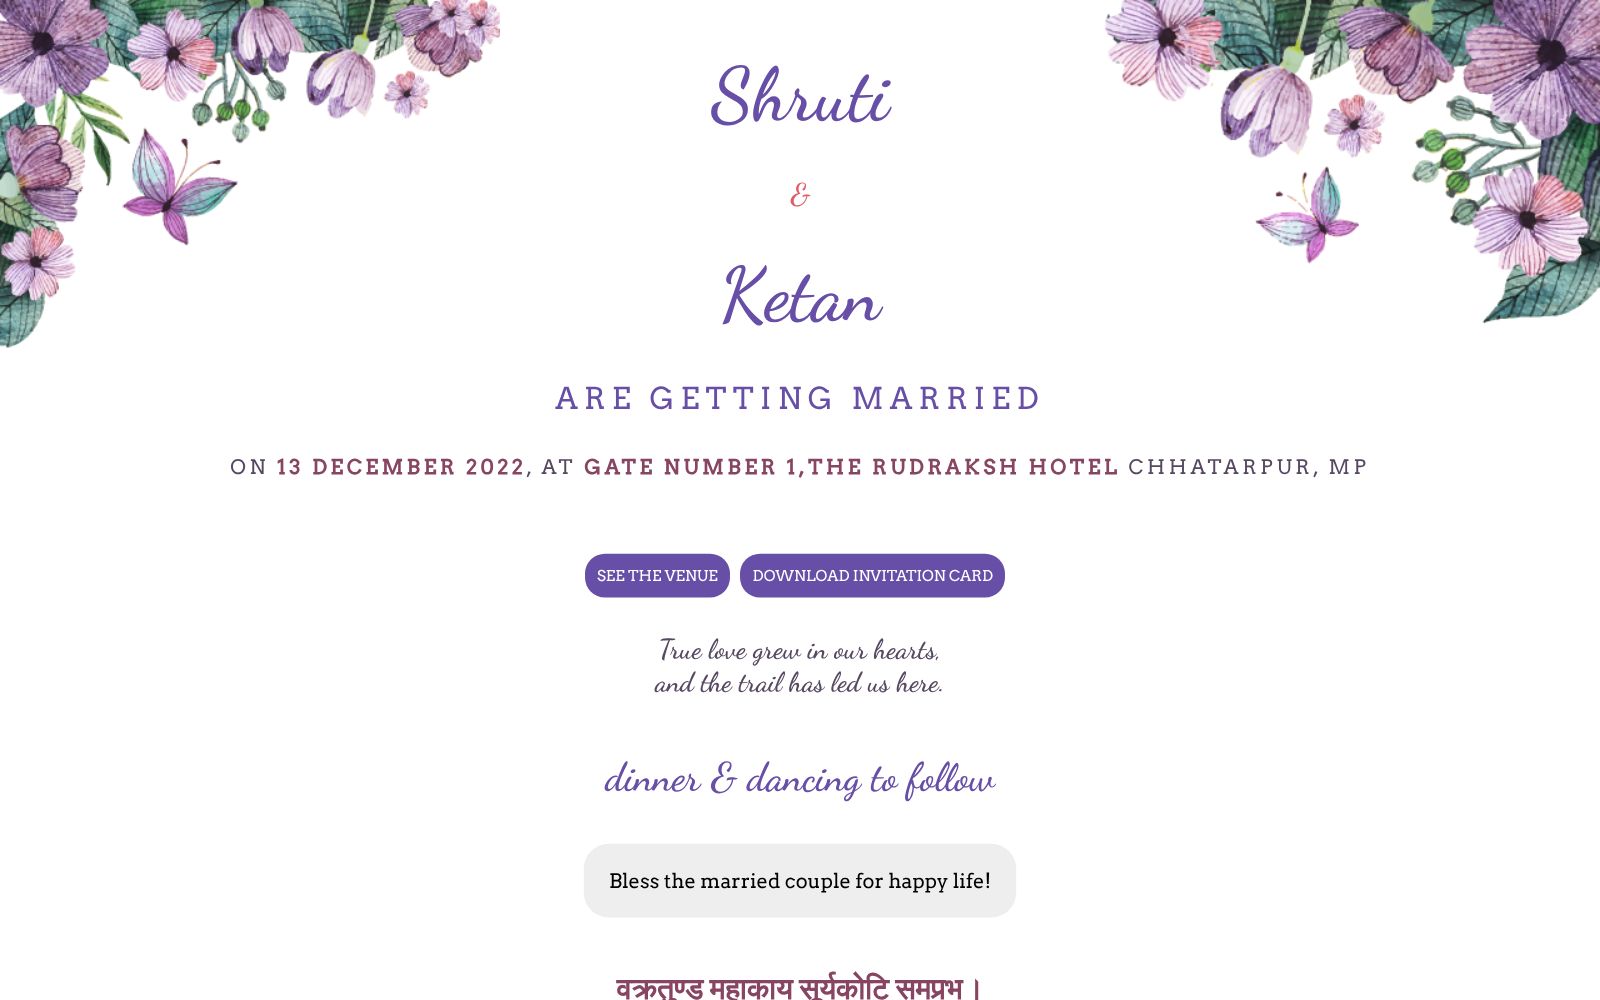 Shruti
&
Ketan
ARE GETTING MARRIED
ON 13 DECEMBER 2022, AT GATE NUMBER 1,THE RUDRAKSH HOTEL CHHATARPUR, MP
SEE THE VENUE
DOWNLOAD INVITATION CARD
True love grew in our hearts,
and the trail has led us here.
dinner & dancing to follow
Bless the married couple for happy life!
वक्रतुण्ड महाकाय सूर्यकोटि समप्रभ।